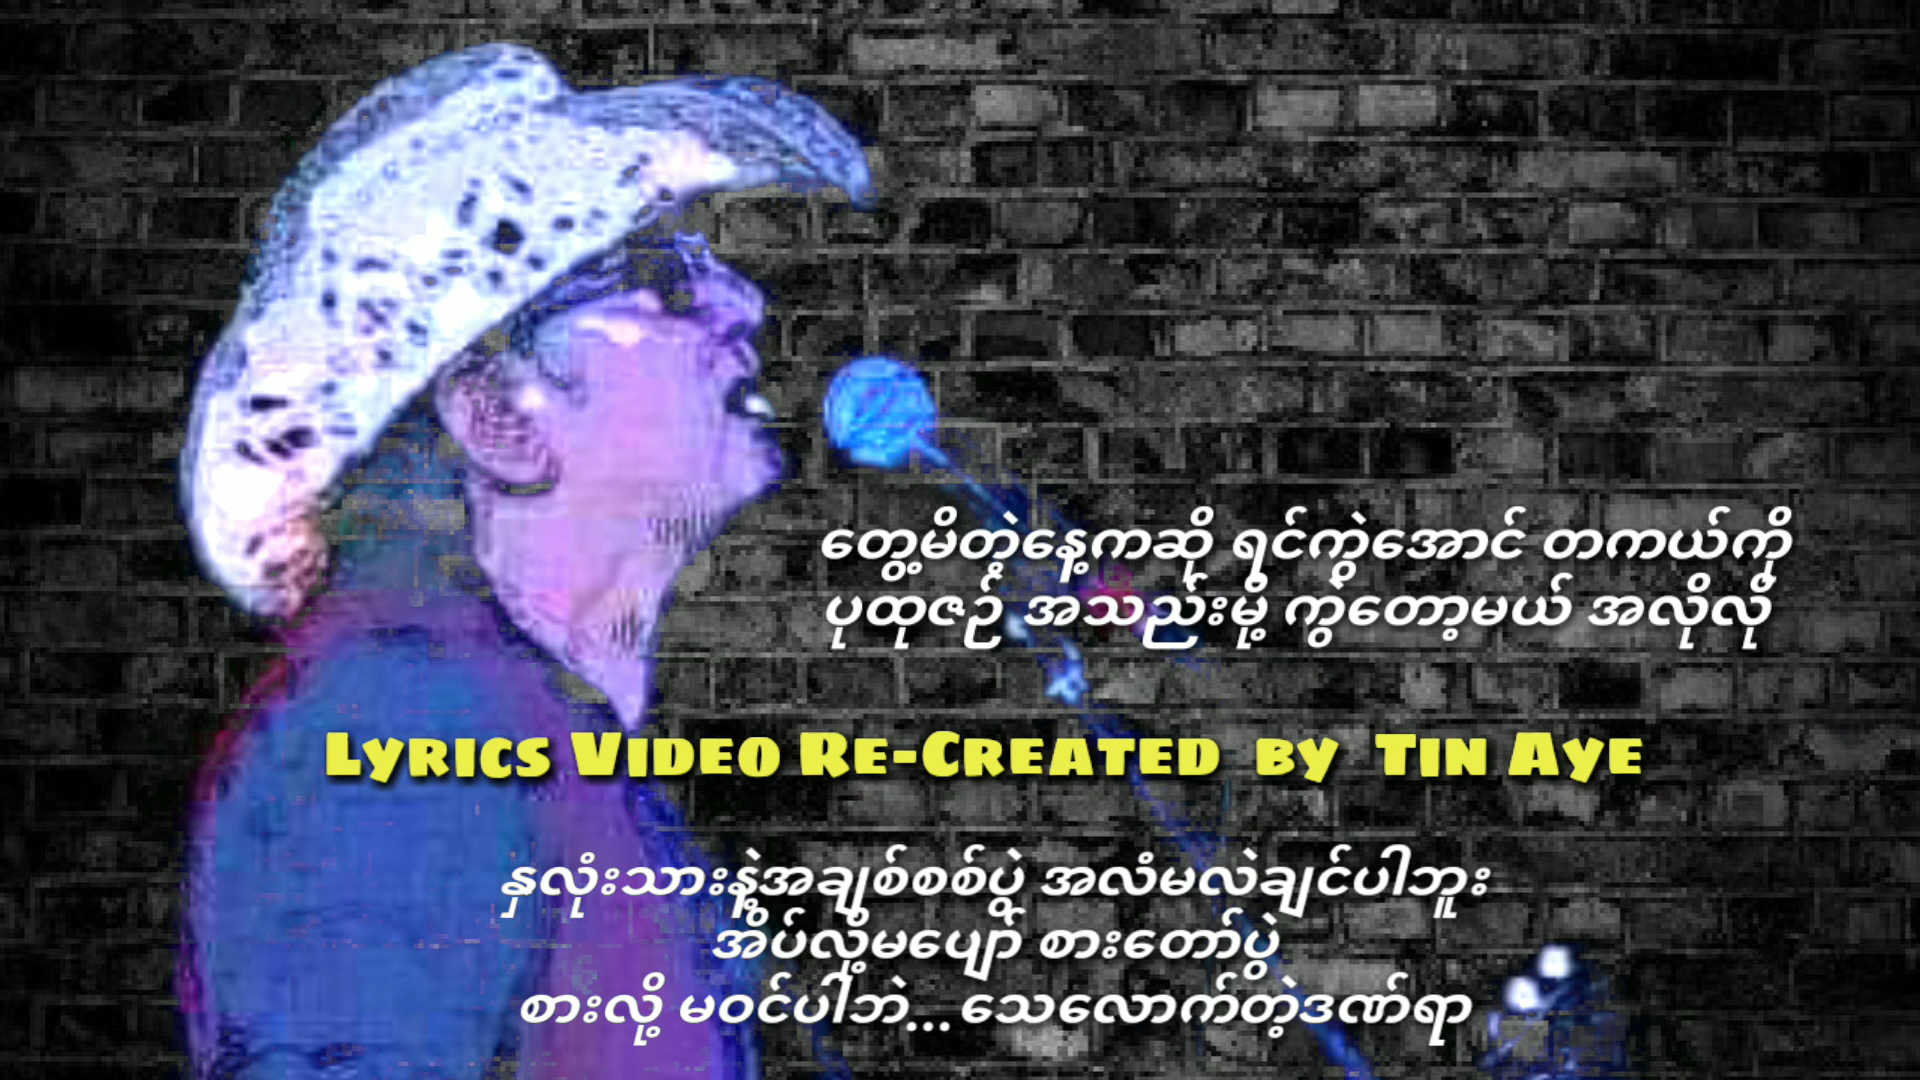 တွေ့မိတဲ့နေ့ကဆို ရင်ကွဲအောင် တကယ်ကို
ပုထုဇဉ် အသည်းမို့ ကွဲတော့မယ် အလိုလို
Lyrics Video Re-Created by Tin Aye
နှလုံးသားနဲ့အချစ်စစ်ပွဲ အလံမလဲချင်ပါဘူး
အိပ်လို့မပျော် စားတော်ပွဲ
စားလို့ မဝင်ပါဘဲ...သေလောက်တဲ့ဒဏ်ရာ